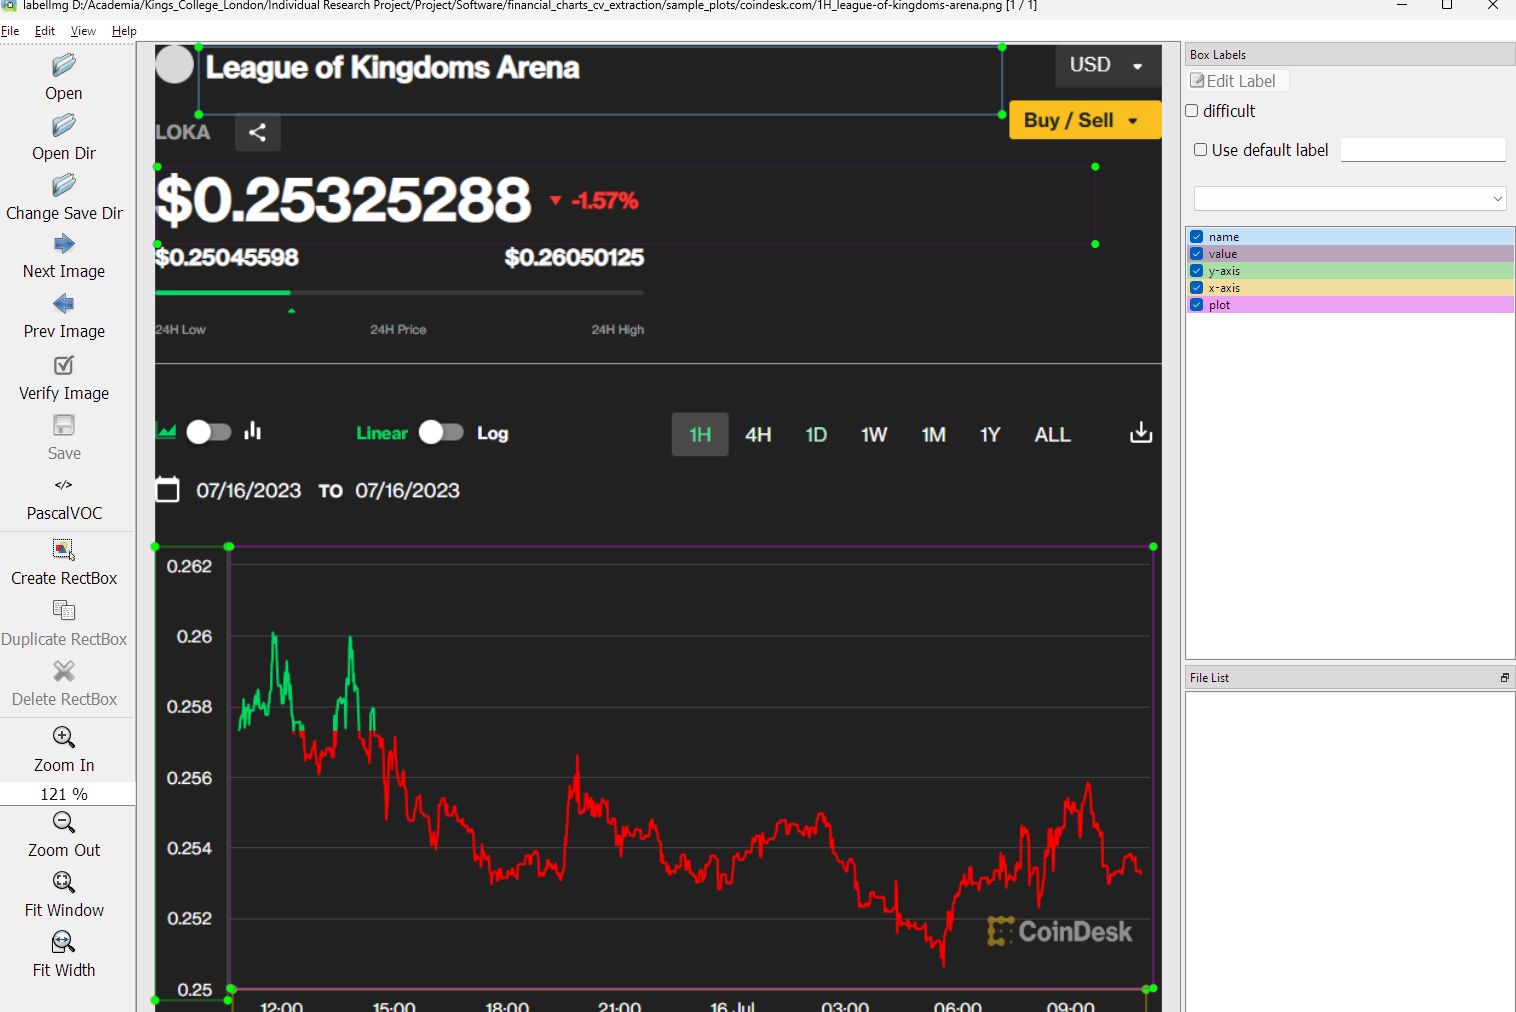 labelImg D:/Academia/Kings_College_London/Individual Research Project/Project/Software/financial_charts_cv_extraction/sample_plots/coindesk.com/1H_league-of-kingdoms-arena.png [1 / 1]
File Edit View Help
Open
Open Dir
Change Save Dir
Next Image
Prev Image
Verify Image
Save
</>
PascalVOC
Create RectBox
Duplicate RectBox
Delete RectBox
Zoom In
121 %
Zoom Out
Fit Window
Fit Width
League of Kingdoms Arena
USD
LOKA
Buy / Sell
$0.25325288 -1.57%
$0.25045598 $0.26050125
24H Low 24H Price 24H High
Linear Log 1H 4H 1D 1W 1M 1Y ALL
07/16/2023 TO 07/16/2023
0.262
0.26
0.258
0.256
0.254
0.252
0.25
CoinDesk
12:00 15:00 18:00 21:00 16 Jul 03:00 06:00 09:00
Box Labels
Edit Label
difficult
Use default label
name
value
y-axis
x-axis
plot
File List